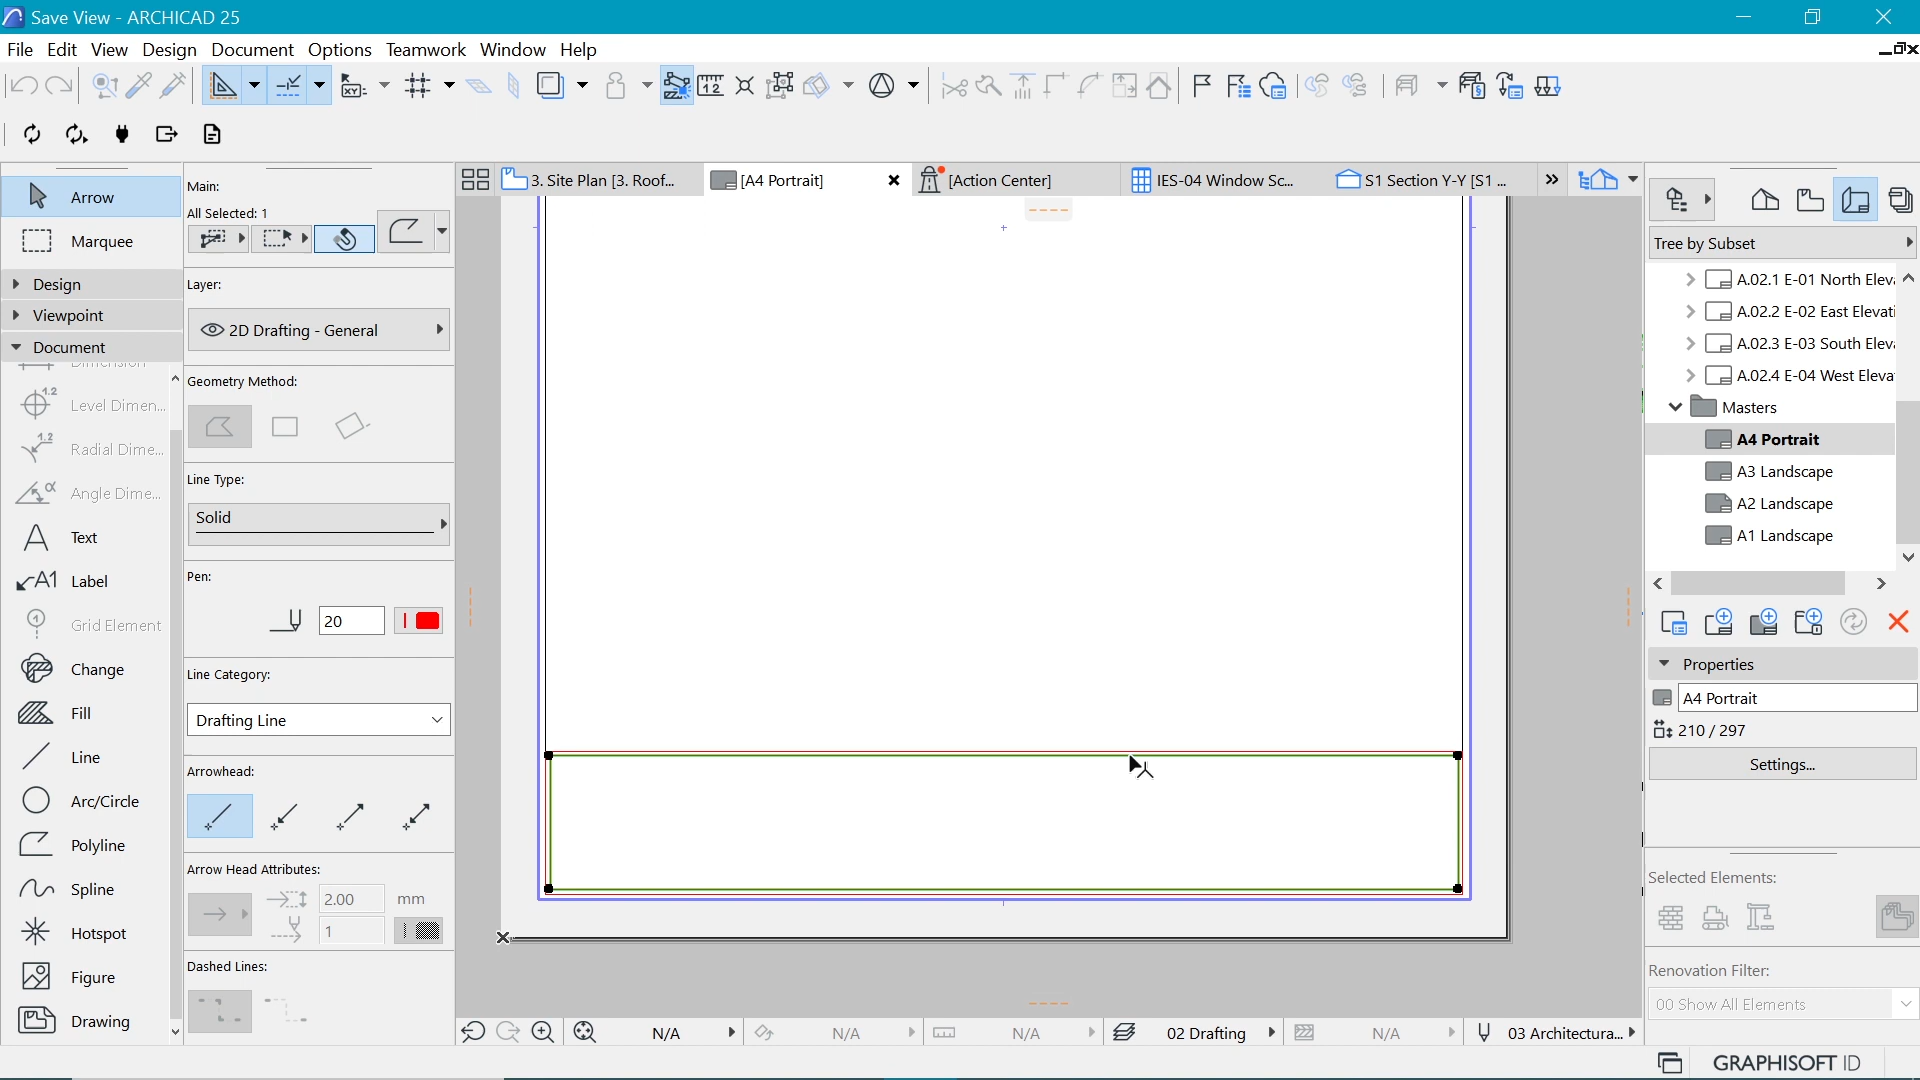 Save View - ARCHICAD 25
File Edit View Design Document Options Teamwork Window Help
Arrow
Marquee
Design
Viewpoint
Document
Dimension
1.2
Level Dimen...
1.2
Radial Dime...
α
Angle Dime...
Text
A1 Label
Grid Element
Change
Fill
Line
Arc/Circle
Polyline
Spline
Hotspot
Figure
Drawing
Main:
All Selected: 1
Layer:
2D Drafting - General
Geometry Method:
Line Type:
Solid
Pen:
20
Line Category:
Drafting Line
Arrowhead:
Arrow Head Attributes:
2.00 mm
1
Dashed Lines:
3. Site Plan [3. Roof...
[A4 Portrait]
[Action Center]
IES-04 Window Sc...
S1 Section Y-Y [S1 ...
N/A
N/A
N/A
02 Drafting
N/A
03 Architectura...
Tree by Subset
A.02.1 E-01 North Elev
A.02.2 E-02 East Elevati
A.02.3 E-03 South Elev
A.02.4 E-04 West Eleva
Masters
A4 Portrait
A3 Landscape
A2 Landscape
A1 Landscape
Properties
A4 Portrait
210 / 297
Settings...
Selected Elements:
Renovation Filter:
00 Show All Elements
GRAPHISOFT ID